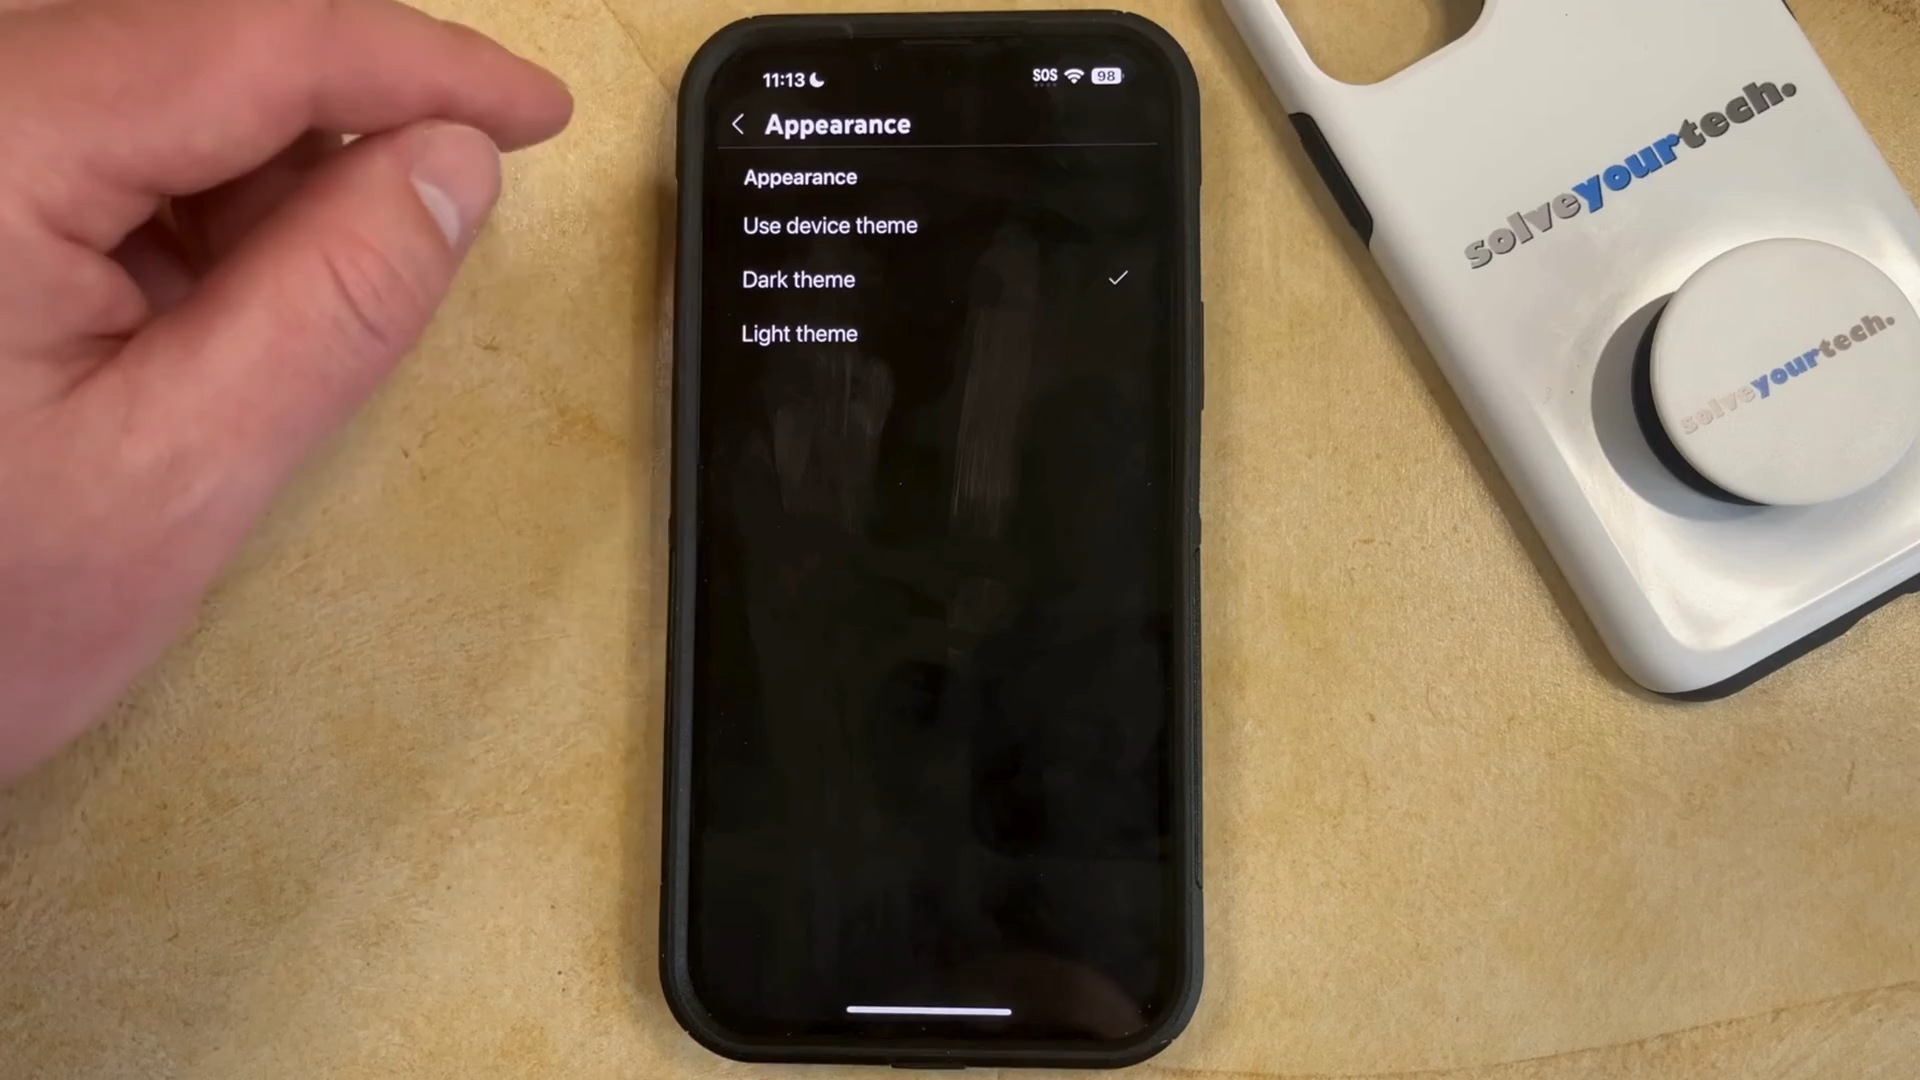 11:13
SOS 98
Appearance
Appearance
Use device theme
Dark theme
Light theme
solveyourtech.
solveyourtech.